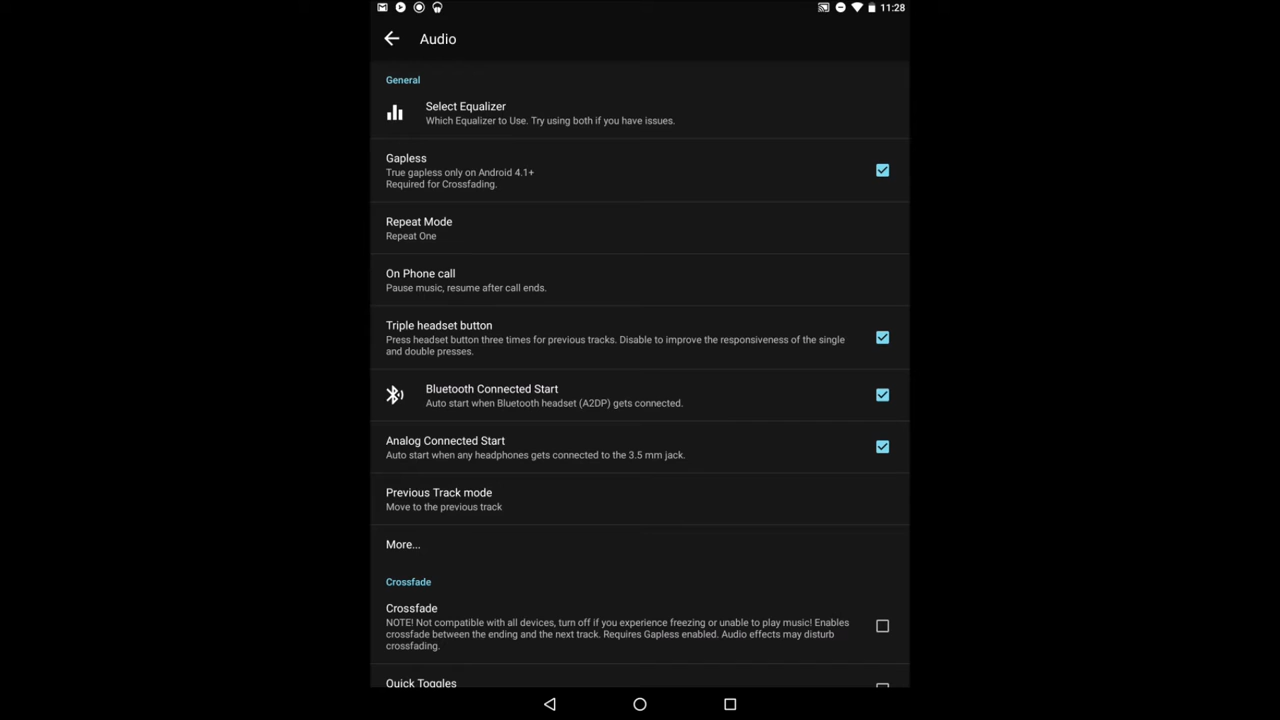 11:28
Audio
General
Select Equalizer
Which Equalizer to Use. Try using both if you have issues.
Gapless
True gapless only on Android 4.1+
Required for Crossfading.
Repeat Mode
Repeat One
On Phone call
Pause music, resume after call ends.
Triple headset button
Press headset button three times for previous tracks. Disable to improve the responsiveness of the single
and double presses.
Bluetooth Connected Start
Auto start when Bluetooth headset (A2DP) gets connected.
Analog Connected Start
Auto start when any headphones gets connected to the 3.5 mm jack.
Previous Track mode
Move to the previous track
More...
Crossfade
Crossfade
NOTE! Not compatible with all devices, turn off if you experience freezing or unable to play music! Enables
crossfade between the ending and the next track. Requires Gapless enabled. Audio effects may disturb
crossfading.
Quick Toggles